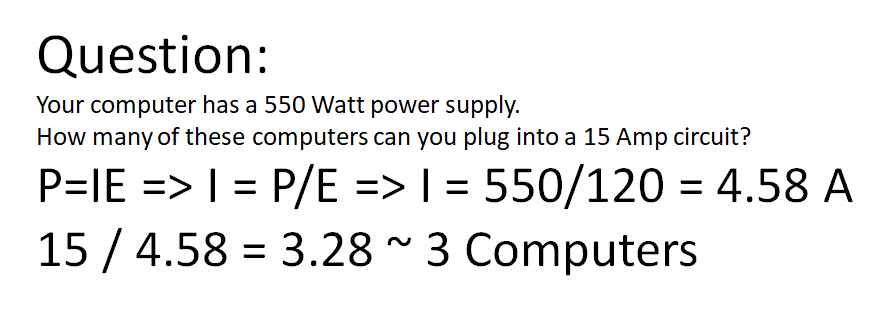 Question:
Your computer has a 550 Watt power supply.
How many of these computers can you plug into a 15 Amp circuit?
P=IE => I = P/E => I = 550/120 = 4.58 A
15 / 4.58 = 3.28 ~ 3 Computers